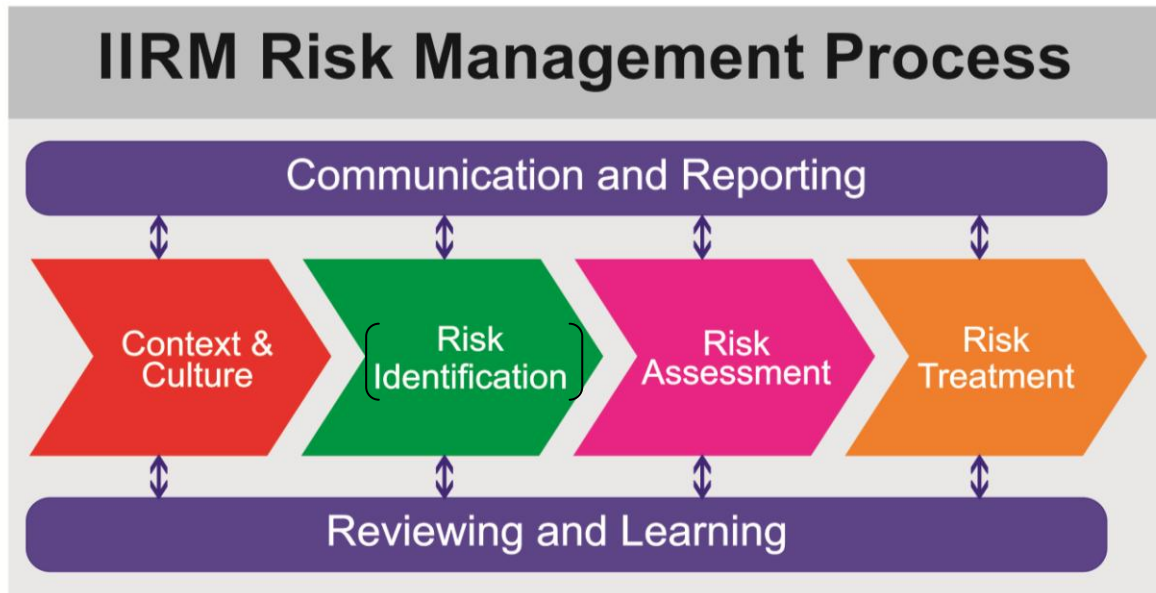 IIRM Risk Management Process
Communication and Reporting
Context &
Culture
Risk
Identification
Risk
Assessment
Risk
Treatment
Reviewing and Learning